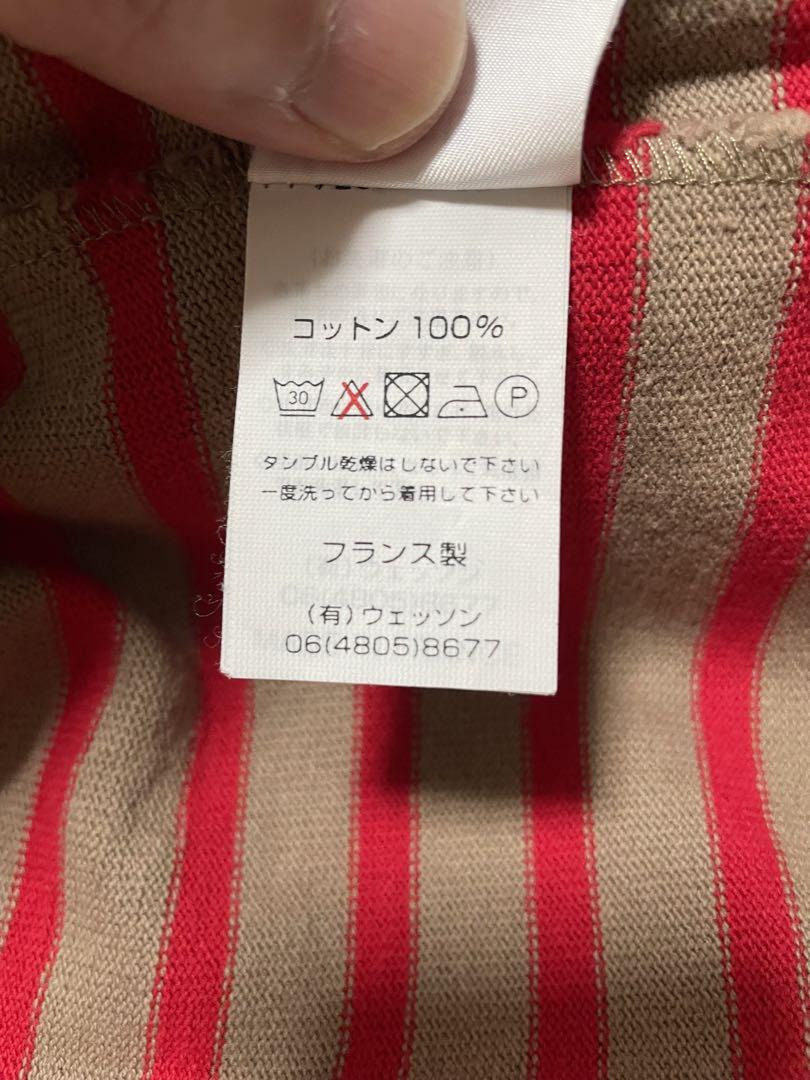 コットン 100%
30 P
タンブル乾燥はしないで下さい
一度洗ってから着用して下さい
フランス製
(有)ウェッソン
06(4805)8677